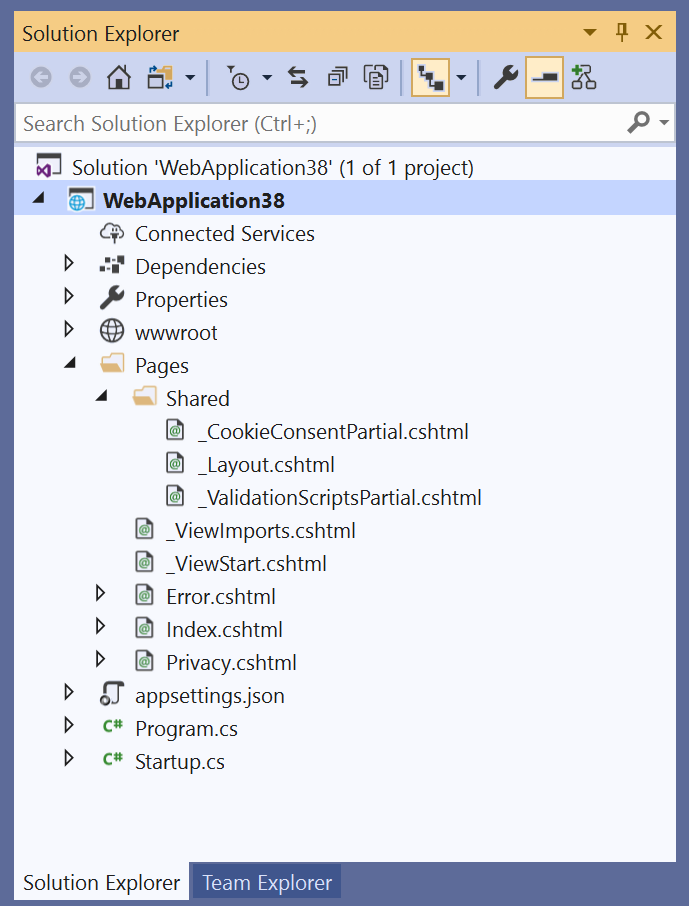 Solution Explorer
Search Solution Explorer (Ctrl+;)
Solution 'WebApplication38' (1 of 1 project)
WebApplication38
Connected Services
Dependencies
Properties
wwwroot
Pages
Shared
_CookieConsentPartial.cshtml
_Layout.cshtml
_ValidationScriptsPartial.cshtml
_ViewImports.cshtml
_ViewStart.cshtml
Error.cshtml
Index.cshtml
Privacy.cshtml
appsettings.json
C# Program.cs
C# Startup.cs
Solution Explorer Team Explorer